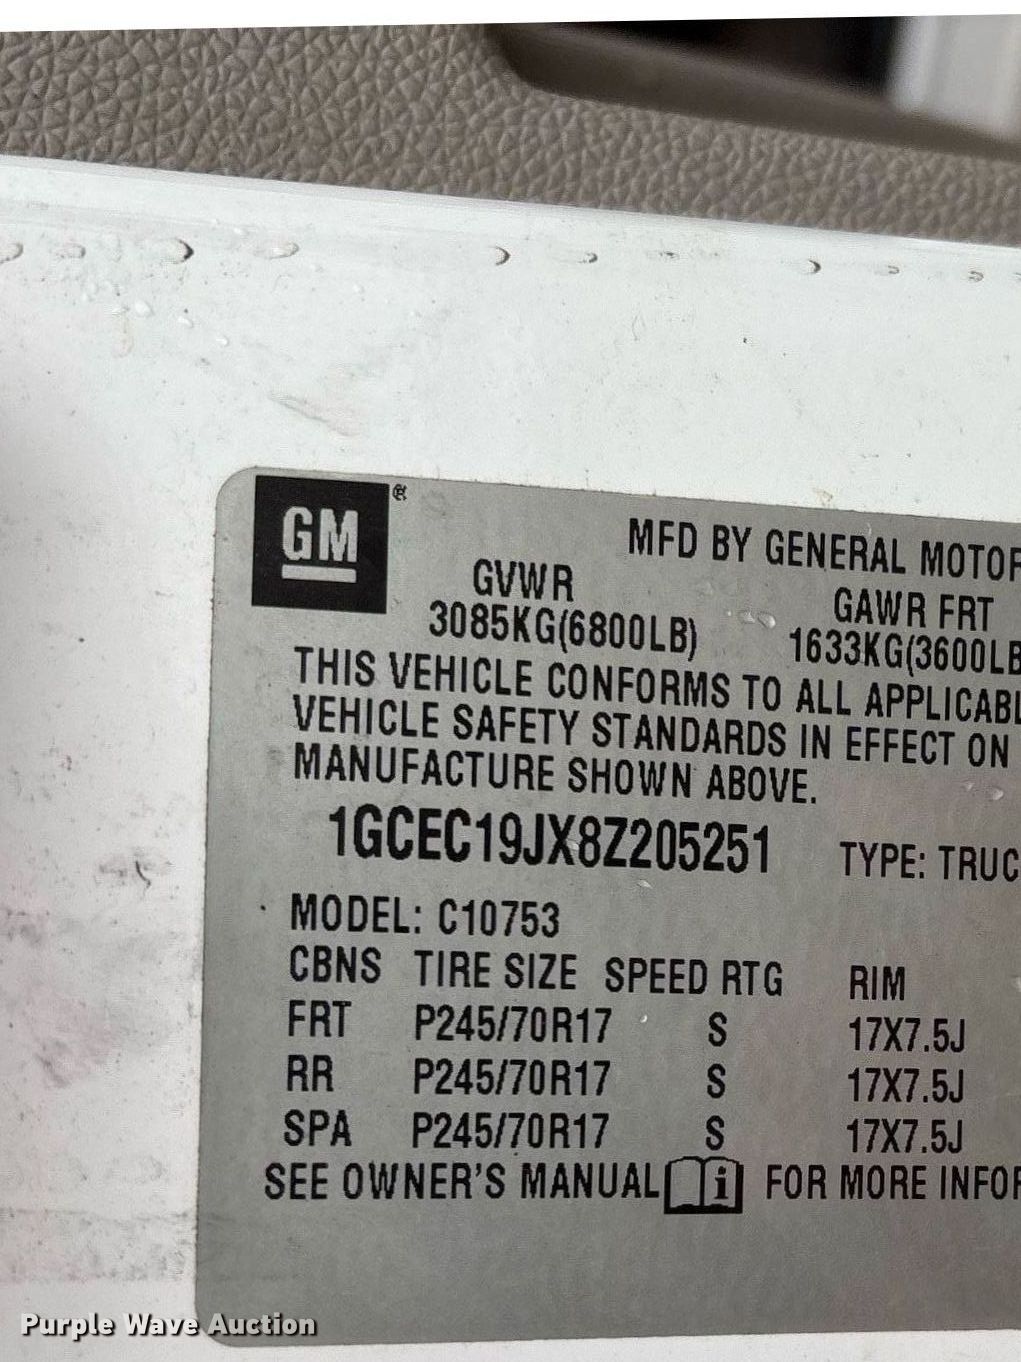 GM®
MFD BY GENERAL MOTOR
GVWR
GAWR FRT
3085KG(6800LB)
1633KG(3600LB
THIS VEHICLE CONFORMS TO ALL APPLICABL
VEHICLE SAFETY STANDARDS IN EFFECT ON
MANUFACTURE SHOWN ABOVE.
1GCEC19JX8Z205251
TYPE: TRUC
MODEL: C10753
CBNS TIRE SIZE SPEED RTG RIM
FRT P245/70R17 S 17X7.5J
RR P245/70R17 S 17X7.5J
SPA P245/70R17 S 17X7.5J
SEE OWNER'S MANUAL i FOR MORE INFOR
Purple Wave Auction